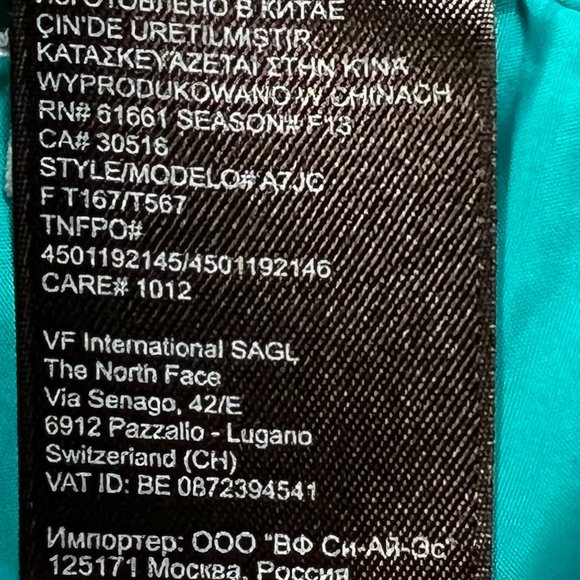 ИЗГОТОВЛЕНО В КИТАЕ
ÇİN'DE ÜRETİLMİŞTİR
ΚΑΤΑΣΚΕΥΑΖΕΤΑΙ ΣΤΗΝ ΚΙΝΑ
WYPRODUKOWANO W CHINACH
RN# 61661 SEASON# F13
CA# 30516
STYLE/MODELO# A7JC
F T167/T567
TNFPO#
4501192145/4501192146
CARE# 1012
VF International SAGL
The North Face
Via Senago, 42/E
6912 Pazzallo - Lugano
Switzerland (CH)
VAT ID: BE 0872394541
Импортер: ООО "ВФ Си-Ай-Эс"
125171 Москва, Россия